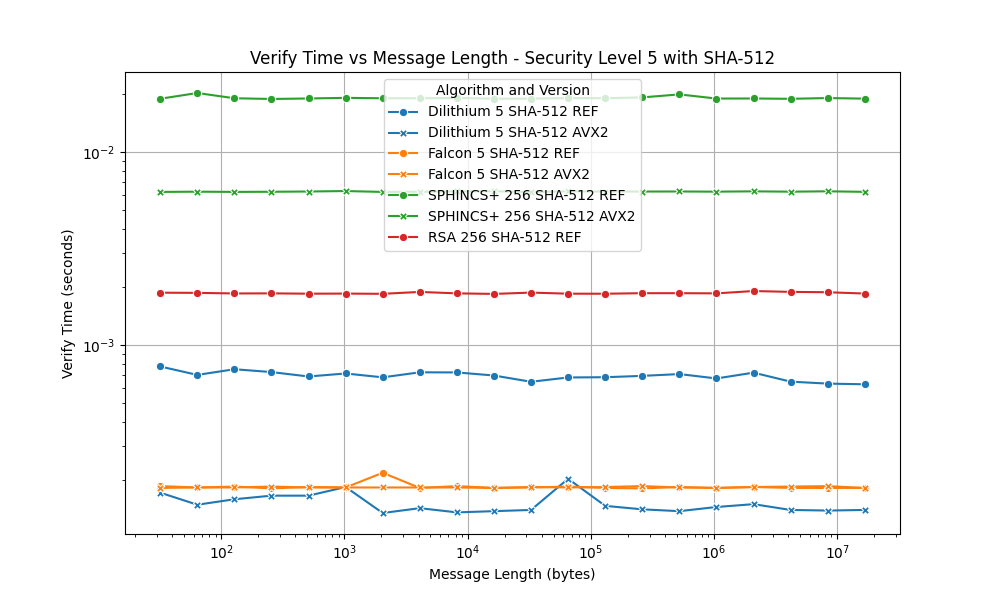 Verify Time vs Message Length - Security Level 5 with SHA-512
Algorithm and Version
Dilithium 5 SHA-512 REF
Dilithium 5 SHA-512 AVX2
Falcon 5 SHA-512 REF
Falcon 5 SHA-512 AVX2
SPHINCS+ 256 SHA-512 REF
SPHINCS+ 256 SHA-512 AVX2
RSA 256 SHA-512 REF
Verify Time (seconds)
10⁻²
10⁻³
10² 10³ 10⁴ 10⁵ 10⁶ 10⁷
Message Length (bytes)